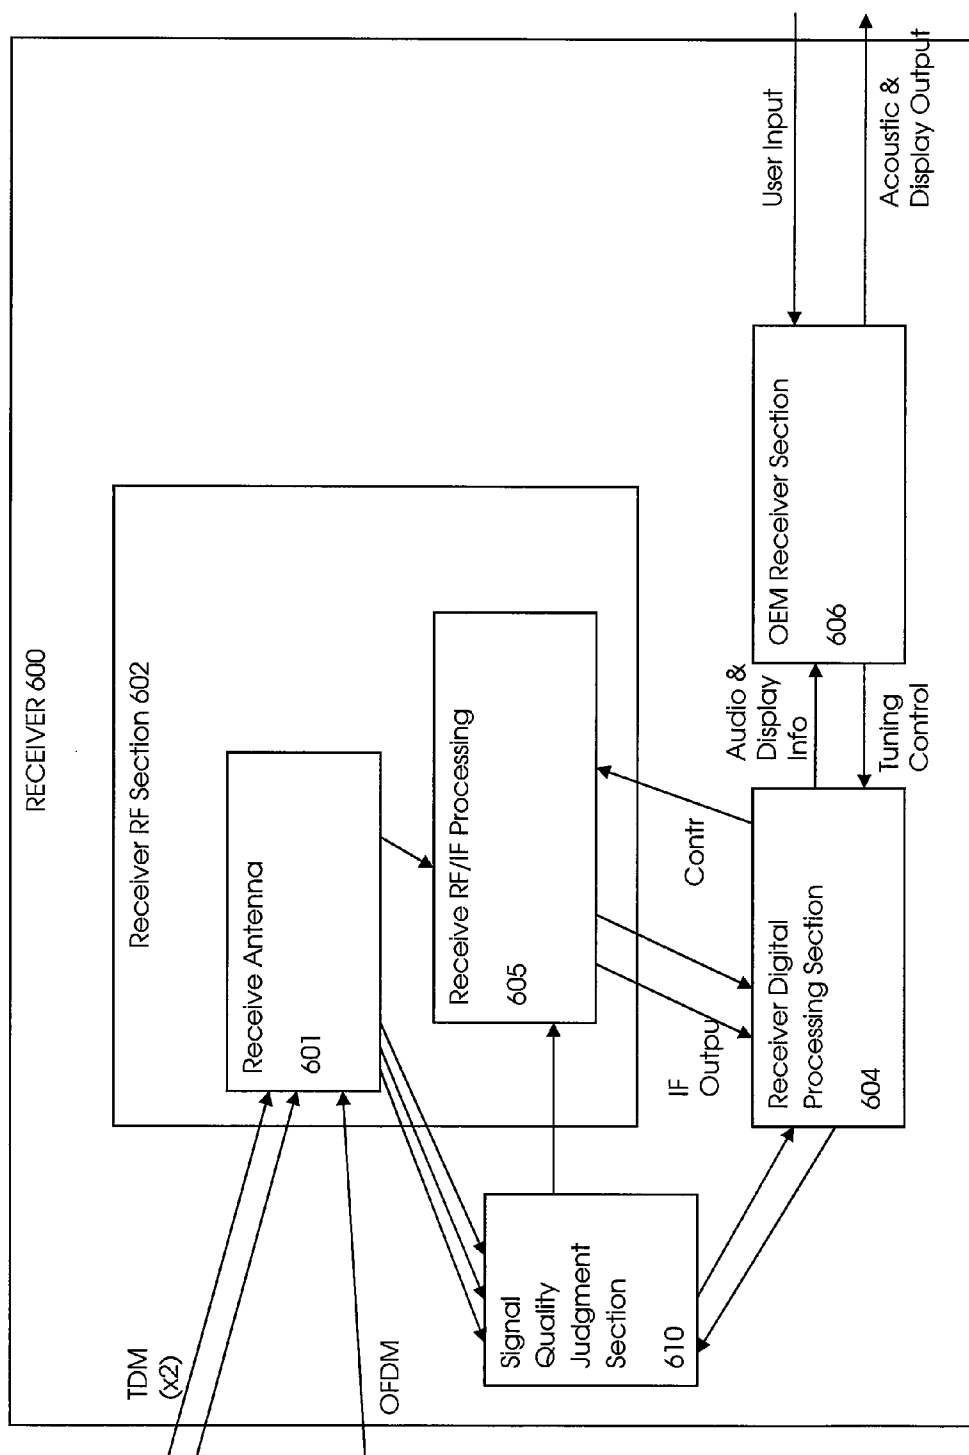 RECEIVER 600
Receiver RF Section 602
TDM
(x2)
OFDM
Receive Antenna
601
Receive RF/IF Processing
605
Signal
Quality
Judgment
Section
610
IF
Outpu
Contr
Receiver Digital
Processing Section
604
Audio &
Display
Info
Tuning
Control
OEM Receiver Section
606
User Input
Acoustic &
Display Output